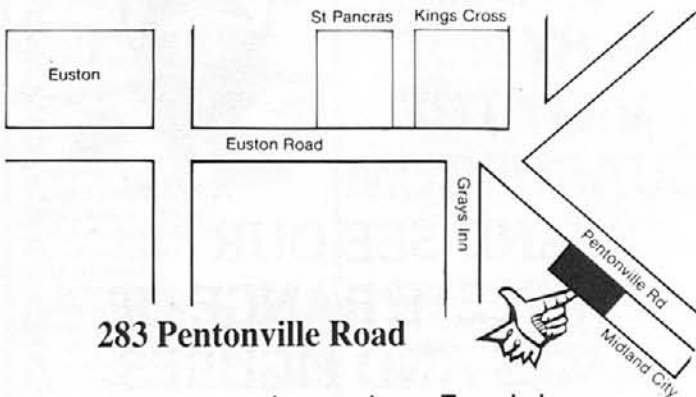 St Pancras Kings Cross
Euston
Euston Road
Grays Inn
Pentonville Rd
283 Pentonville Road
Midland City